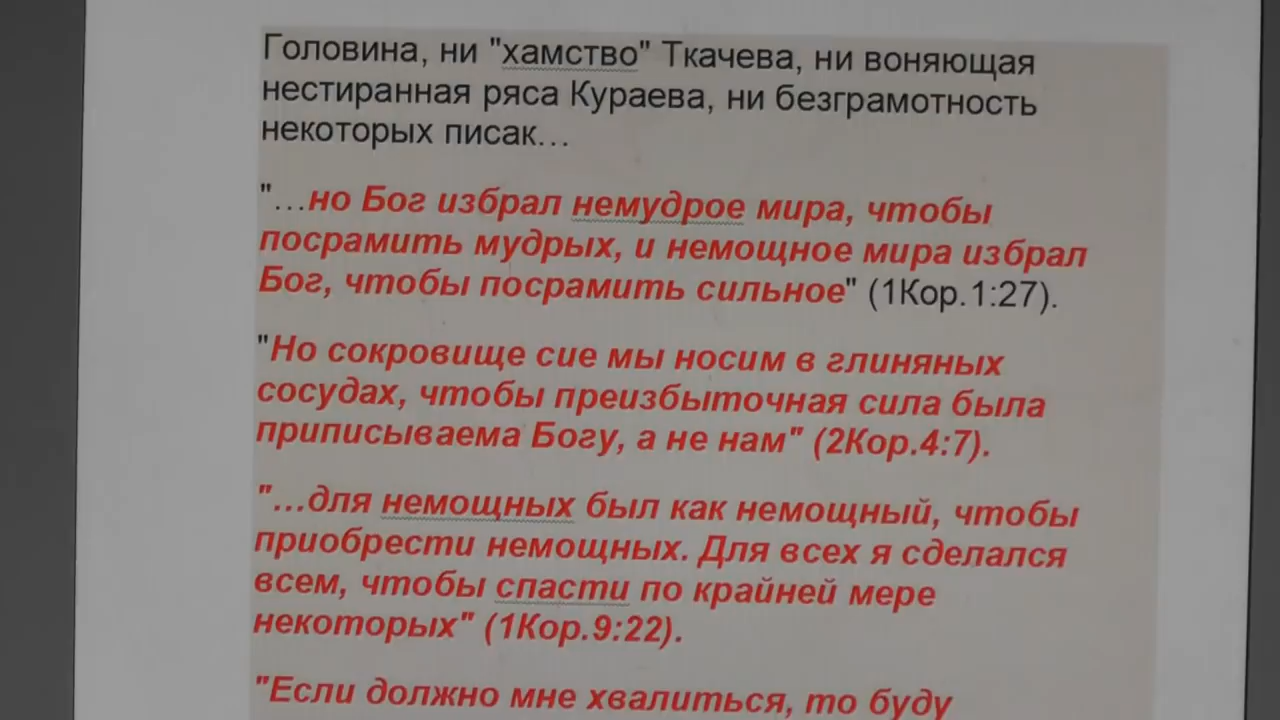 Головина, ни "хамство" Ткачева, ни воняющая
нестиранная ряса Кураева, ни безграмотность
некоторых писак…
"…но Бог избрал немудрое мира, чтобы
посрамить мудрых, и немощное мира избрал
Бог, чтобы посрамить сильное" (1Кор.1:27).
"Но сокровище сие мы носим в глиняных
сосудах, чтобы преизбыточная сила была
приписываема Богу, а не нам" (2Кор.4:7).
"…для немощных был как немощный, чтобы
приобрести немощных. Для всех я сделался
всем, чтобы спасти по крайней мере
некоторых" (1Кор.9:22).
"Если должно мне хвалиться, то буду